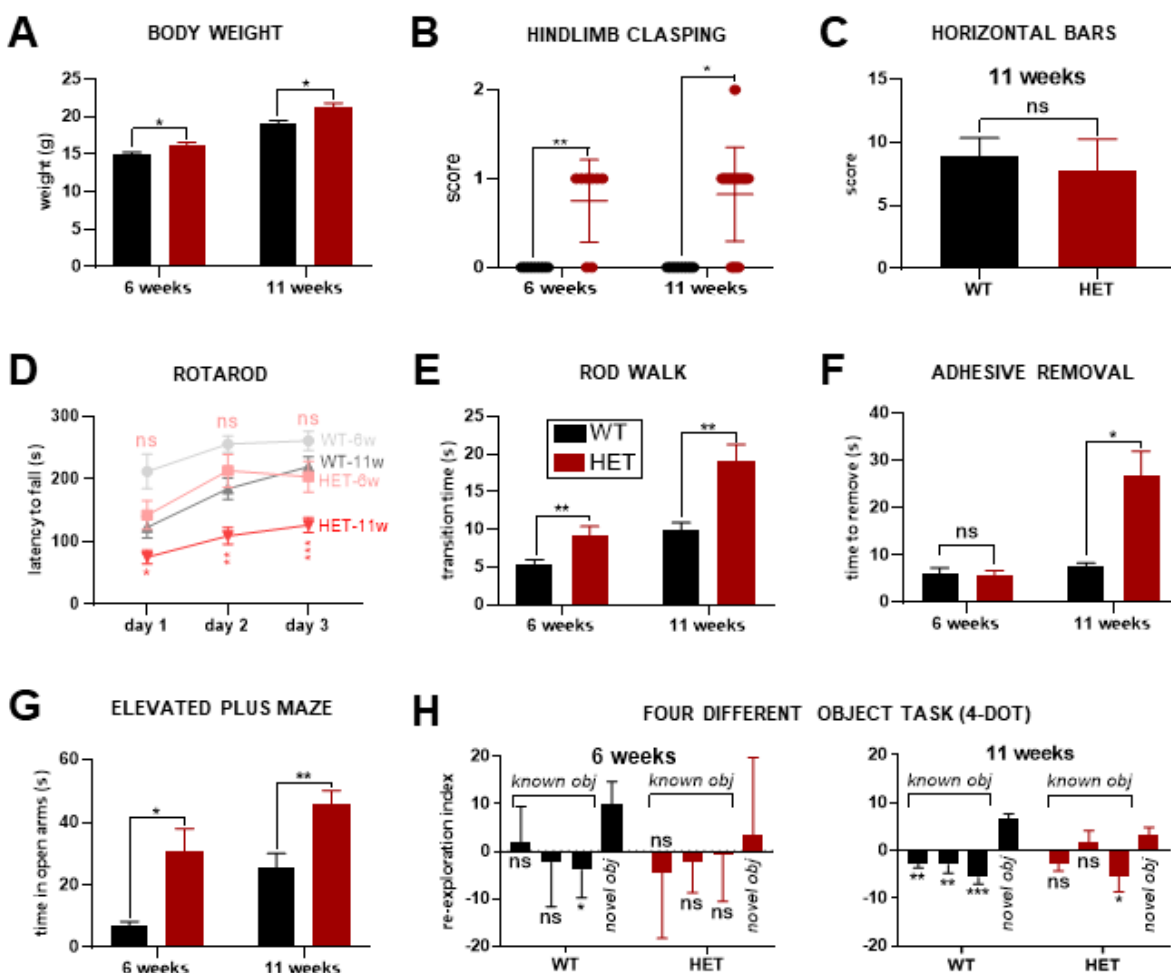 A
BODY WEIGHT
weight (g)
25
20
15
10
5
0
*
*
6 weeks
11 weeks
B
HINDLIMB CLASPING
score
2
1
0
**
*
6 weeks
11 weeks
C
HORIZONTAL BARS
11 weeks
score
15
10
5
0
ns
WT
HET
D
ROTAROD
latency to fall (s)
300
200
100
0
ns
ns
ns
WT-6w
WT-11w
HET-6w
HET-11w
*
**
***
day 1
day 2
day 3
E
ROD WALK
transition time (s)
25
20
15
10
5
0
WT
HET
**
**
6 weeks
11 weeks
F
ADHESIVE REMOVAL
time to remove (s)
40
30
20
10
0
ns
*
6 weeks
11 weeks
G
ELEVATED PLUS MAZE
time in open arms (s)
60
40
20
0
*
**
6 weeks
11 weeks
H
FOUR DIFFERENT OBJECT TASK (4-DOT)
6 weeks
re-exploration index
20
10
0
-10
-20
known obj
known obj
ns
ns
*
novel obj
ns
ns
ns
novel obj
WT
HET
11 weeks
20
10
0
-10
-20
known obj
known obj
**
**
***
novel obj
ns
ns
*
novel obj
WT
HET